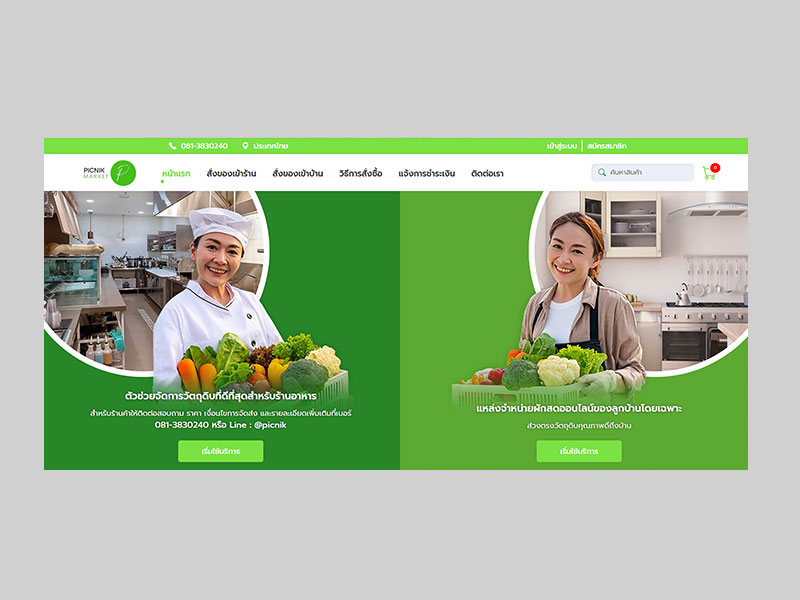 081-3830240
ประเทศไทย
เข้าสู่ระบบ | สมัครสมาชิก
PICNIK
MARKET
P
หน้าแรก
สั่งของเข้าร้าน
สั่งของเข้าบ้าน
วิธีการสั่งซื้อ
แจ้งการชำระเงิน
ติดต่อเรา
ค้นหาสินค้า
0
ตัวช่วยจัดการวัตถุดิบที่ดีที่สุดสำหรับร้านอาหาร
สำหรับร้านค้าให้ติดต่อสอบถาม ราคา เงื่อนไขการจัดส่ง และรายละเอียดเพิ่มเติมที่เบอร์
081-3830240 หรือ Line : @picnik
เริ่มใช้บริการ
แหล่งจำหน่ายผักสดออนไลน์ของลูกบ้านโดยเฉพาะ
ส่วงตรงวัตถุดิบคุณภาพดีถึงบ้าน
เริ่มใช้บริการ